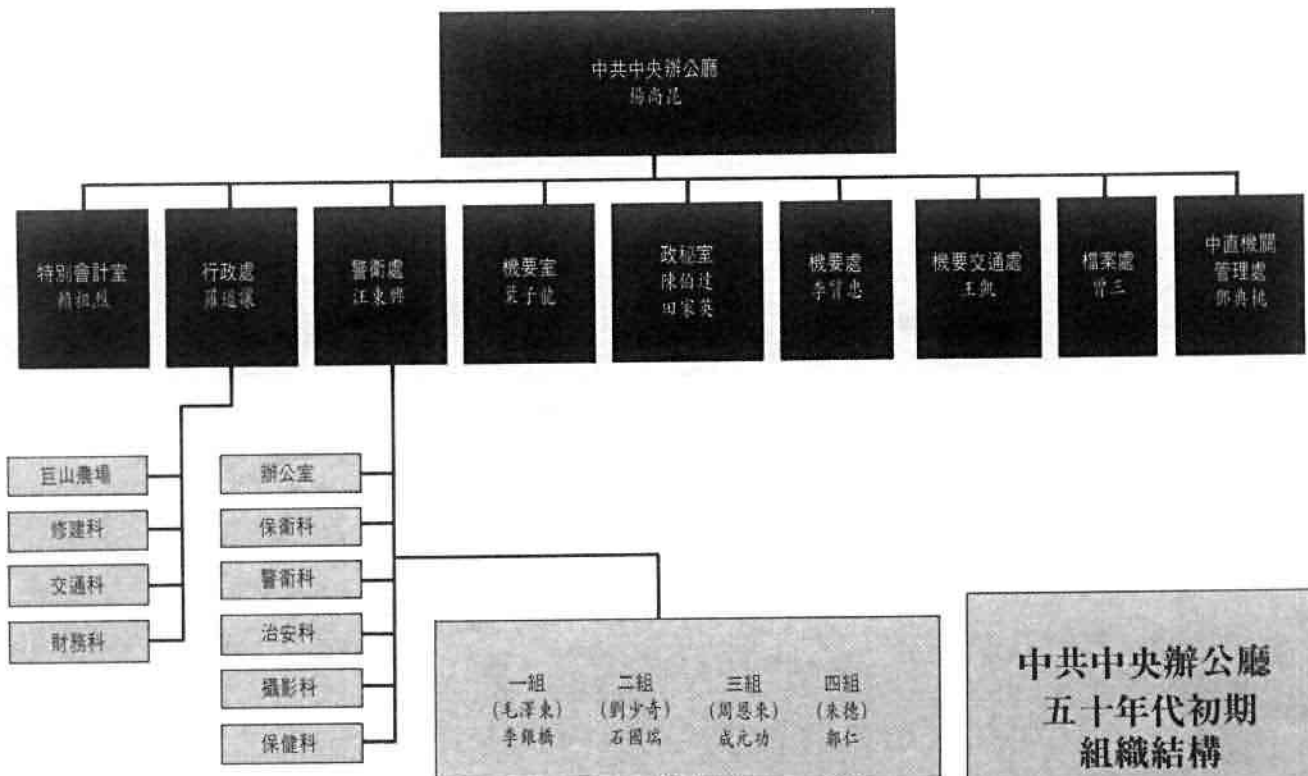 中共中央辦公廳
楊尚昆
特別會計室
賴祖烈
行政處
羅道讓
警衛處
汪東興
機要室
葉子龍
政秘室
陳伯達
田家英
機要處
李質忠
機要交通處
王凱
檔案處
曾三
中直機關
管理處
鄧典桃
巨山農場
修建科
交通科
財務科
辦公室
保衛科
警衛科
治安科
攝影科
保健科
一組
(毛澤東)
李銀橋
二組
(劉少奇)
石國瑞
三組
(周恩來)
成元功
四組
(朱德)
郭仁
中共中央辦公廳
五十年代初期
組織結構